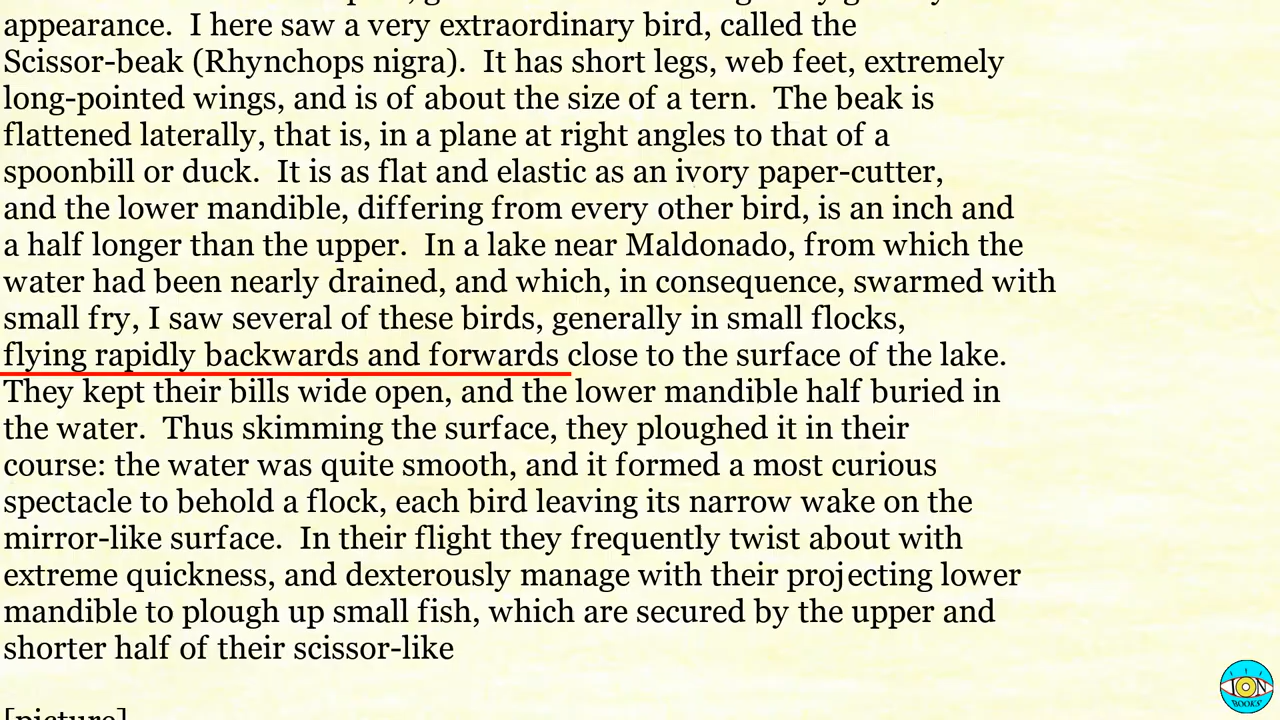 appearance.  I here saw a very extraordinary bird, called the
Scissor-beak (Rhynchops nigra).  It has short legs, web feet, extremely
long-pointed wings, and is of about the size of a tern.  The beak is
flattened laterally, that is, in a plane at right angles to that of a
spoonbill or duck.  It is as flat and elastic as an ivory paper-cutter,
and the lower mandible, differing from every other bird, is an inch and
a half longer than the upper.  In a lake near Maldonado, from which the
water had been nearly drained, and which, in consequence, swarmed with
small fry, I saw several of these birds, generally in small flocks,
flying rapidly backwards and forwards close to the surface of the lake.
They kept their bills wide open, and the lower mandible half buried in
the water.  Thus skimming the surface, they ploughed it in their
course: the water was quite smooth, and it formed a most curious
spectacle to behold a flock, each bird leaving its narrow wake on the
mirror-like surface.  In their flight they frequently twist about with
extreme quickness, and dexterously manage with their projecting lower
mandible to plough up small fish, which are secured by the upper and
shorter half of their scissor-like
[picture]
ION
BOOKS